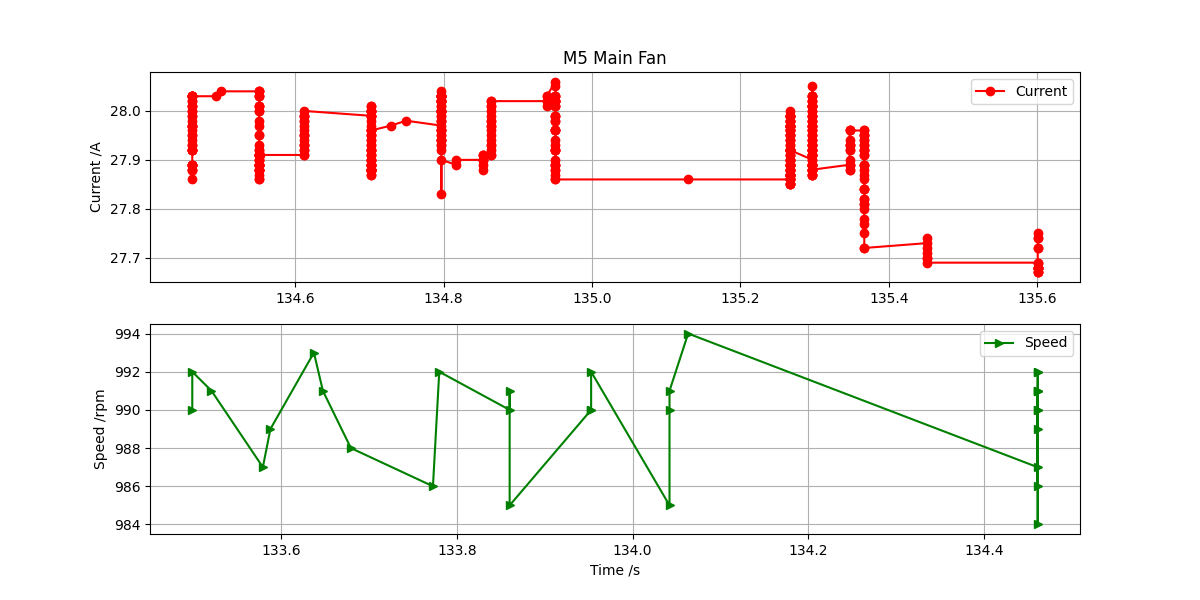 M5 Main Fan
Current /A
28.0
27.9
27.8
27.7
Current
134.6 134.8 135.0 135.2 135.4 135.6
Speed /rpm
994
992
990
988
986
984
Speed
133.6 133.8 134.0 134.2 134.4
Time /s